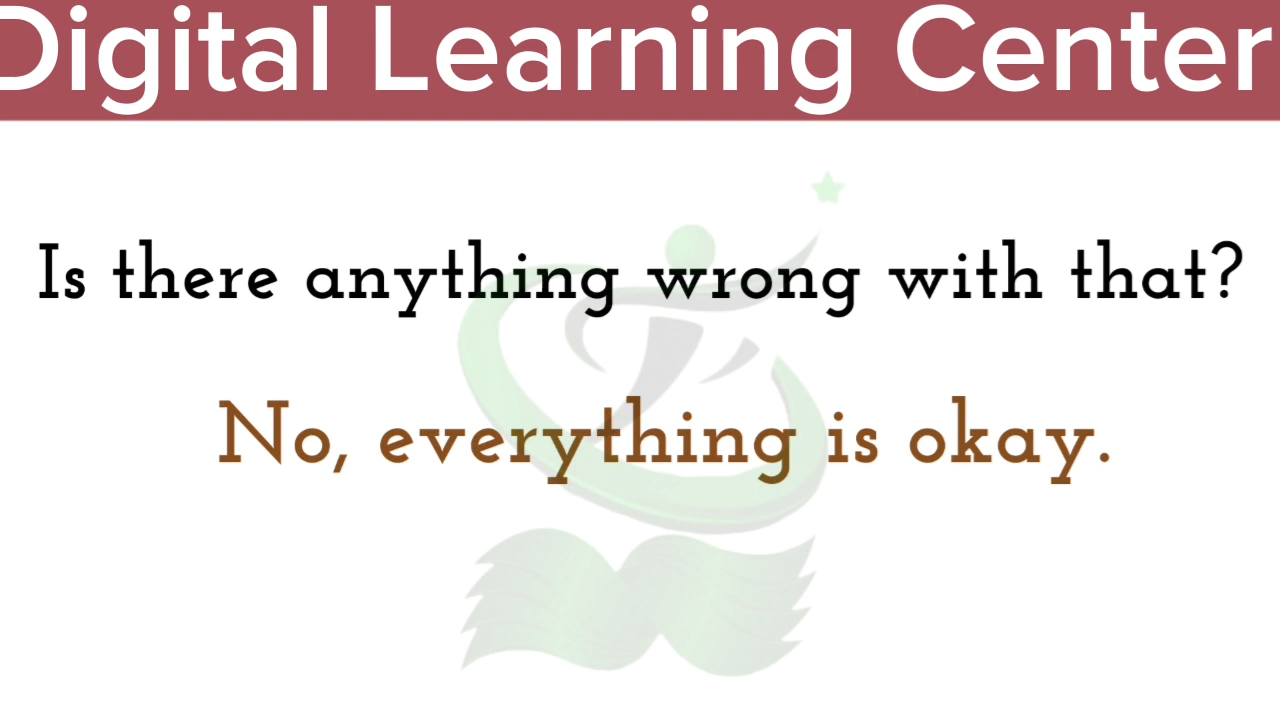 Digital Learning Center
Is there anything wrong with that?
No, everything is okay.